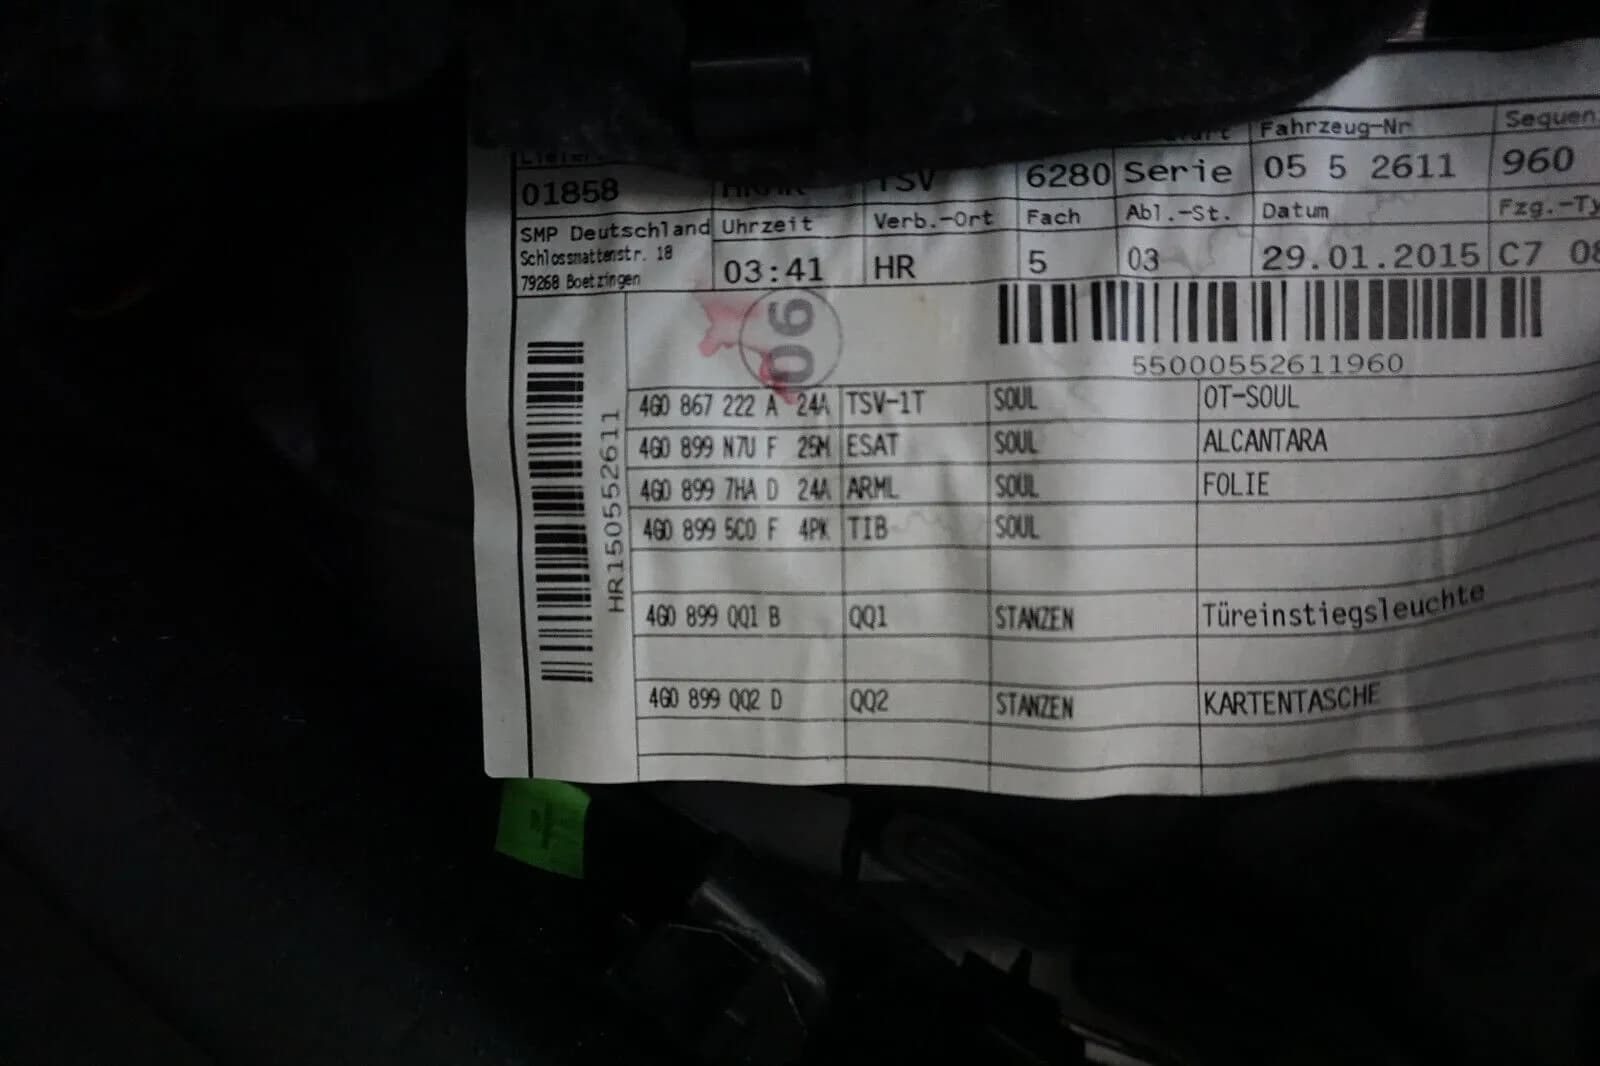 Fahrzeug-Nr Sequen
01858 TSV 6280 Serie 05 5 2611 960
SMP Deutschland Uhrzeit Verb.-Ort Fach Abl.-St. Datum Fzg.-Ty
Schlossmattenstr. 18
79268 Boetzingen 03:41 HR 5 03 29.01.2015 C7 08
06
55000552611960
HR150552611
4G0 867 222 A 24A TSV-1T SOUL OT-SOUL
4G0 899 N7U F 25M ESAT SOUL ALCANTARA
4G0 899 7HA D 24A ARML SOUL FOLIE
4G0 899 5C0 F 4PK TIB SOUL
4G0 899 QQ1 B QQ1 STANZEN Türeinstiegsleuchte
4G0 899 QQ2 D QQ2 STANZEN KARTENTASCHE